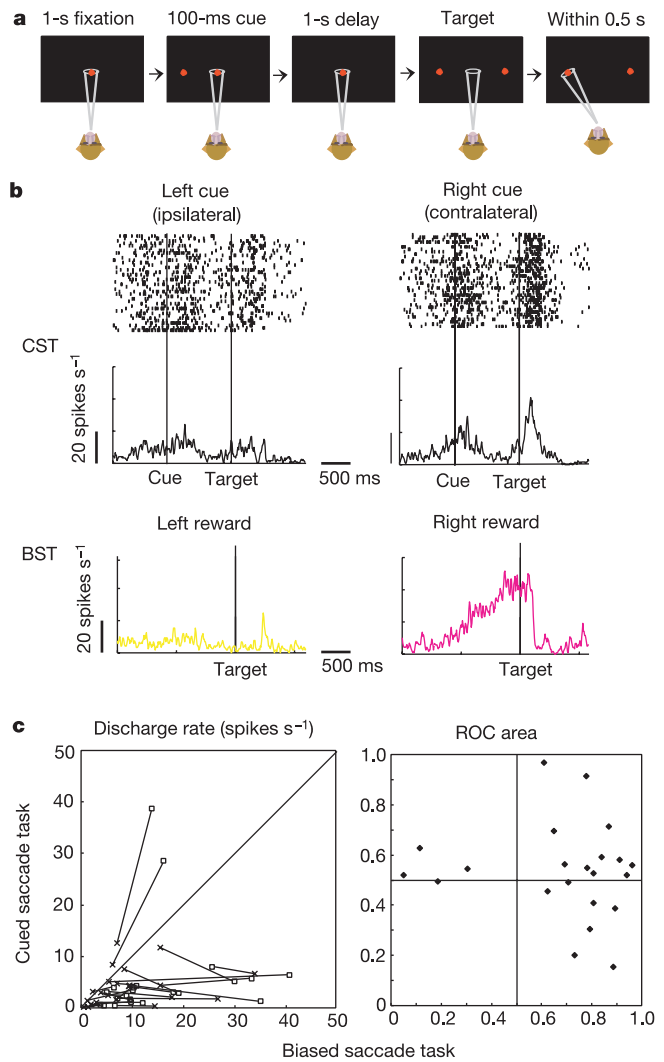 a
1-s fixation 100-ms cue 1-s delay Target Within 0.5 s
b
Left cue (ipsilateral)
Right cue (contralateral)
CST
20 spikes s⁻¹
Cue Target 500 ms Cue Target
Left reward Right reward
BST
20 spikes s⁻¹
Target 500 ms Target
c
Discharge rate (spikes s⁻¹)
50
40
30
20
10
0
0 10 20 30 40 50
Cued saccade task
ROC area
1.0
0.8
0.6
0.4
0.2
0
0 0.2 0.4 0.6 0.8 1.0
Biased saccade task